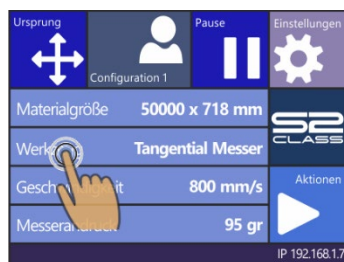 Ursprung
Configuration 1
Pause
Einstellungen
Materialgröße 50000 x 718 mm
S2
CLASS
Tangential Messer
800 mm/s
Aktionen
Messerandruck 95 gr
IP 192.168.1.7